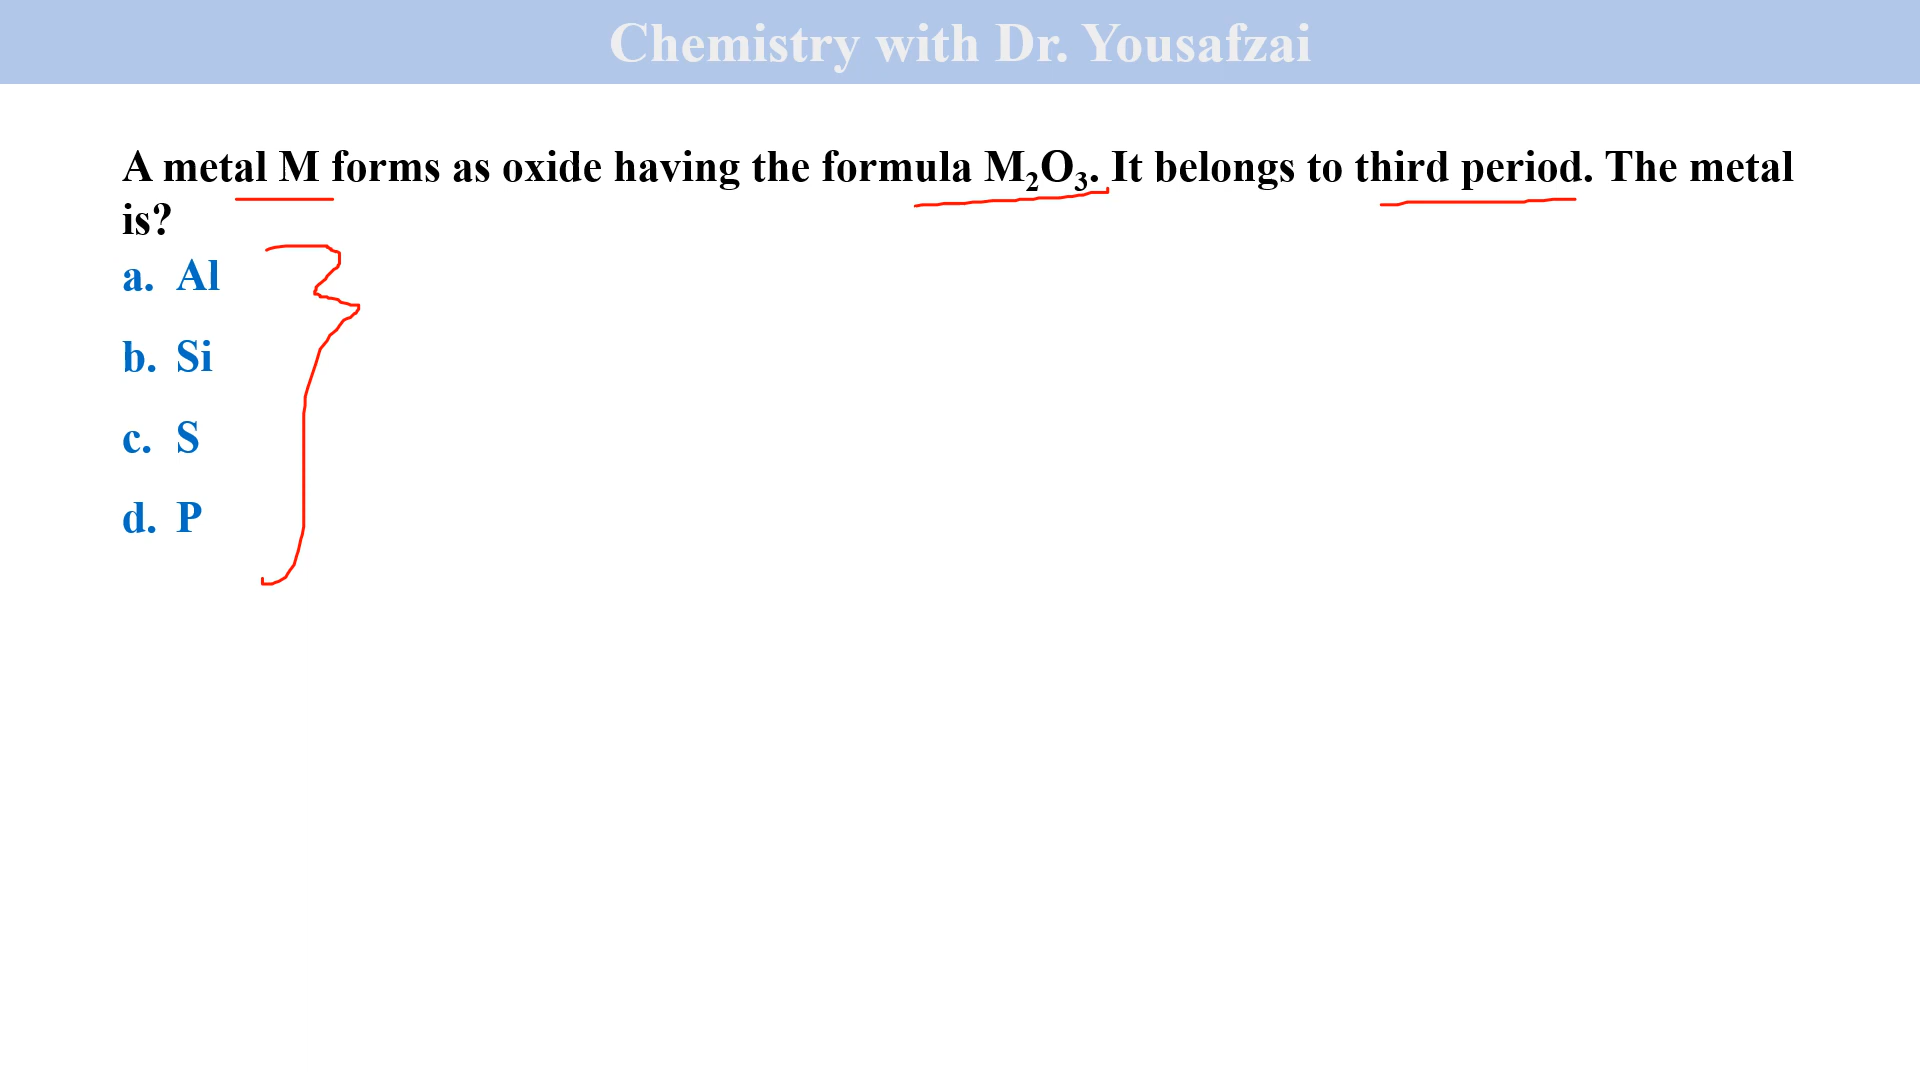 Chemistry with Dr. Yousafzai
A metal M forms as oxide having the formula M₂O₃. It belongs to third period. The metal
is?
a. Al
b. Si
c. S
d. P